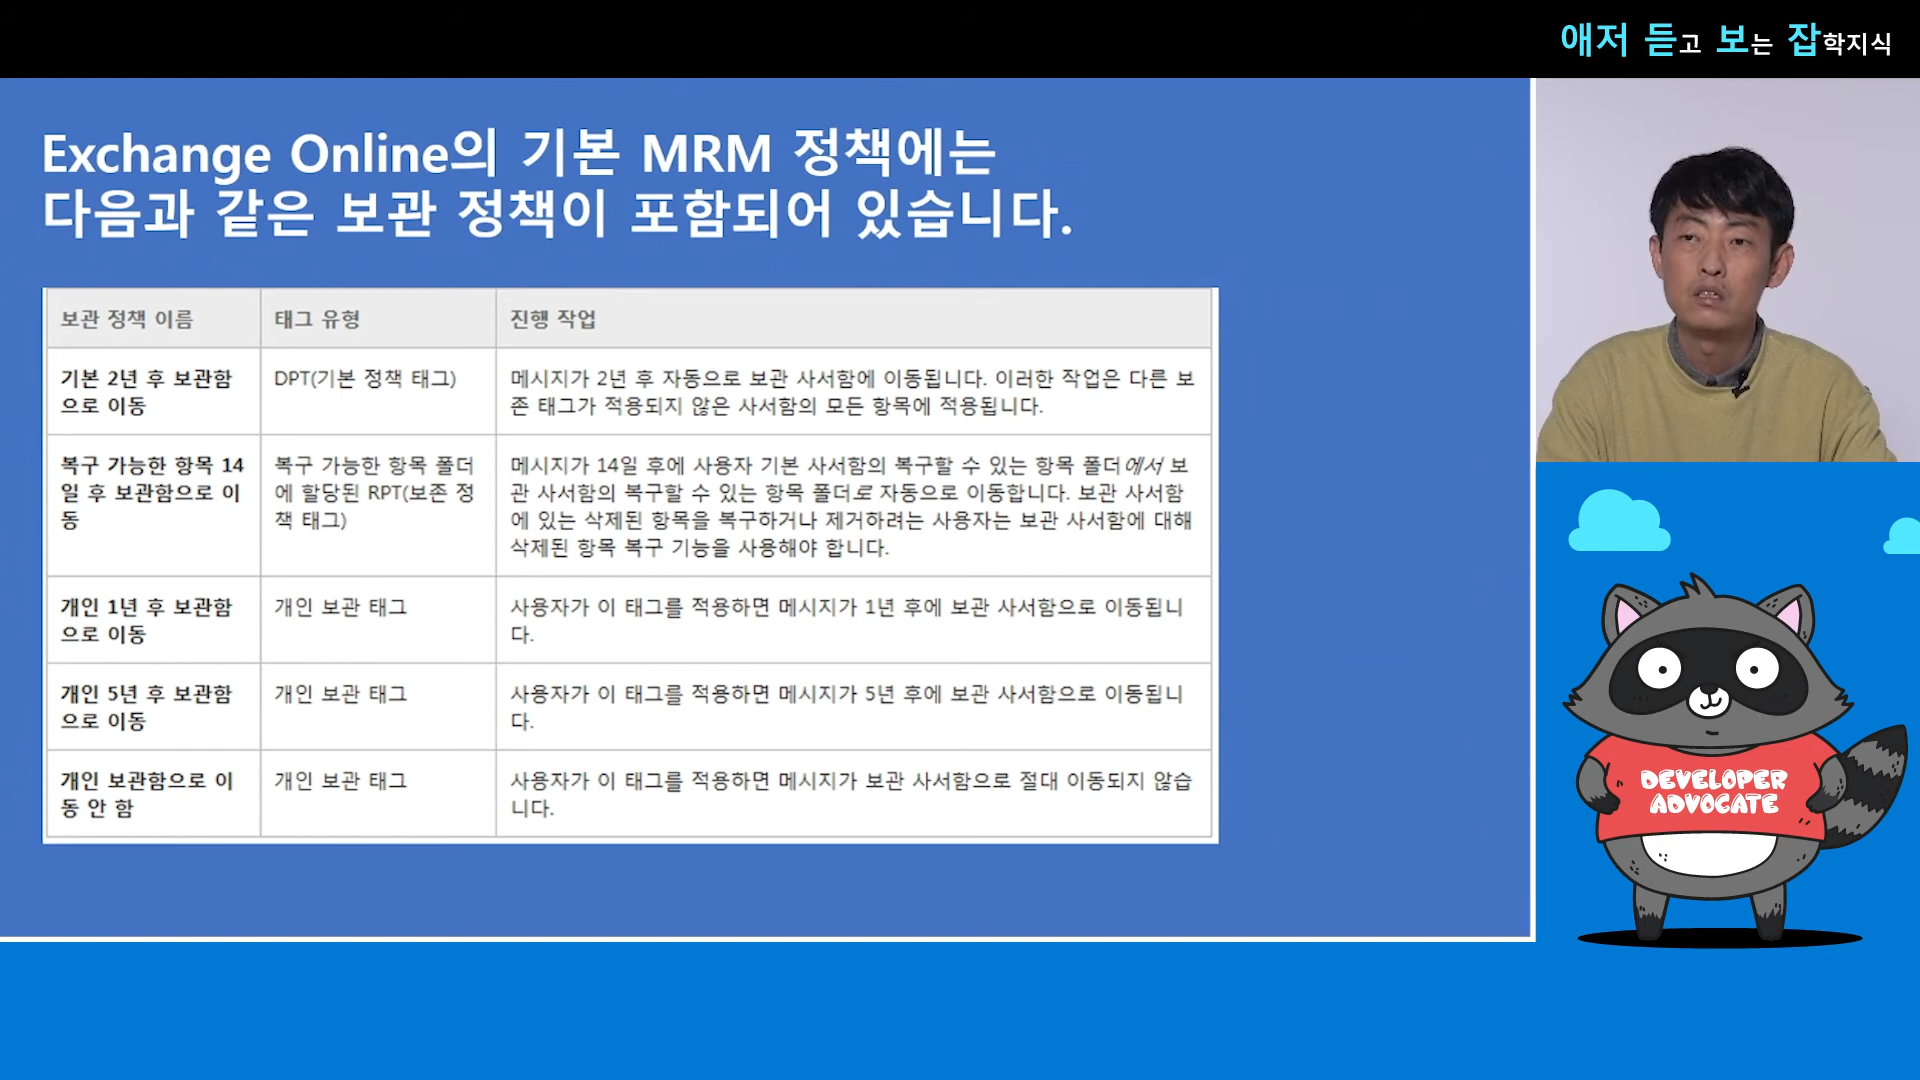 애저 듣고 보는 잡학지식
Exchange Online의 기본 MRM 정책에는
다음과 같은 보관 정책이 포함되어 있습니다.
보관 정책 이름
태그 유형
진행 작업
기본 2년 후 보관함
으로 이동
DPT(기본 정책 태그)
메시지가 2년 후 자동으로 보관 사서함에 이동됩니다. 이러한 작업은 다른 보
존 태그가 적용되지 않은 사서함의 모든 항목에 적용됩니다.
복구 가능한 항목 14
일 후 보관함으로 이
동
복구 가능한 항목 폴더
에 할당된 RPT(보존 정
책 태그)
메시지가 14일 후에 사용자 기본 사서함의 복구할 수 있는 항목 폴더에서 보
관 사서함의 복구할 수 있는 항목 폴더로 자동으로 이동합니다. 보관 사서함
에 있는 삭제된 항목을 복구하거나 제거하려는 사용자는 보관 사서함에 대해
삭제된 항목 복구 기능을 사용해야 합니다.
개인 1년 후 보관함
으로 이동
개인 보관 태그
사용자가 이 태그를 적용하면 메시지가 1년 후에 보관 사서함으로 이동됩니
다.
개인 5년 후 보관함
으로 이동
개인 보관 태그
사용자가 이 태그를 적용하면 메시지가 5년 후에 보관 사서함으로 이동됩니
다.
개인 보관함으로 이
동 안 함
개인 보관 태그
사용자가 이 태그를 적용하면 메시지가 보관 사서함으로 절대 이동되지 않습
니다.
DEVELOPER
ADVOCATE